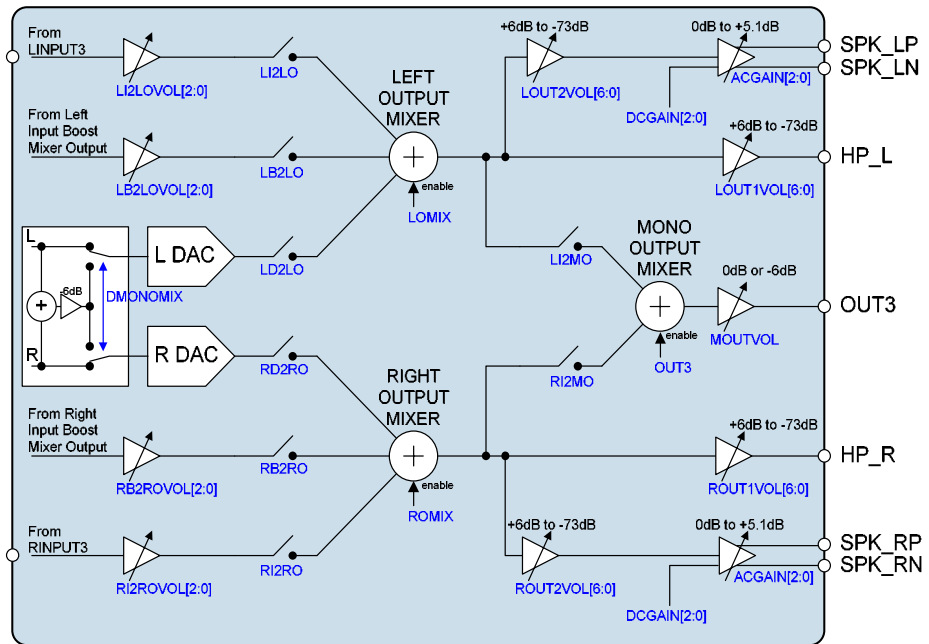 From
LINPUT3
LI2LOVOL[2:0]
LI2LO
+6dB to -73dB
LOUT2VOL[6:0]
0dB to +5.1dB
ACGAIN[2:0]
DCGAIN[2:0]
SPK_LP
SPK_LN
LEFT
OUTPUT
MIXER
From Left
Input Boost
Mixer Output
LB2LOVOL[2:0]
LB2LO
+
enable
LOMIX
+6dB to -73dB
LOUT1VOL[6:0]
HP_L
L
R
+
-6dB
DMONOMIX
L DAC
LD2LO
R DAC
RD2RO
LI2MO
RI2MO
MONO
OUTPUT
MIXER
+
enable
OUT3
0dB or -6dB
MOUTVOL
OUT3
RIGHT
OUTPUT
MIXER
From Right
Input Boost
Mixer Output
RB2ROVOL[2:0]
RB2RO
+
enable
ROMIX
+6dB to -73dB
ROUT1VOL[6:0]
HP_R
From
RINPUT3
RI2ROVOL[2:0]
RI2RO
+6dB to -73dB
ROUT2VOL[6:0]
0dB to +5.1dB
ACGAIN[2:0]
DCGAIN[2:0]
SPK_RP
SPK_RN